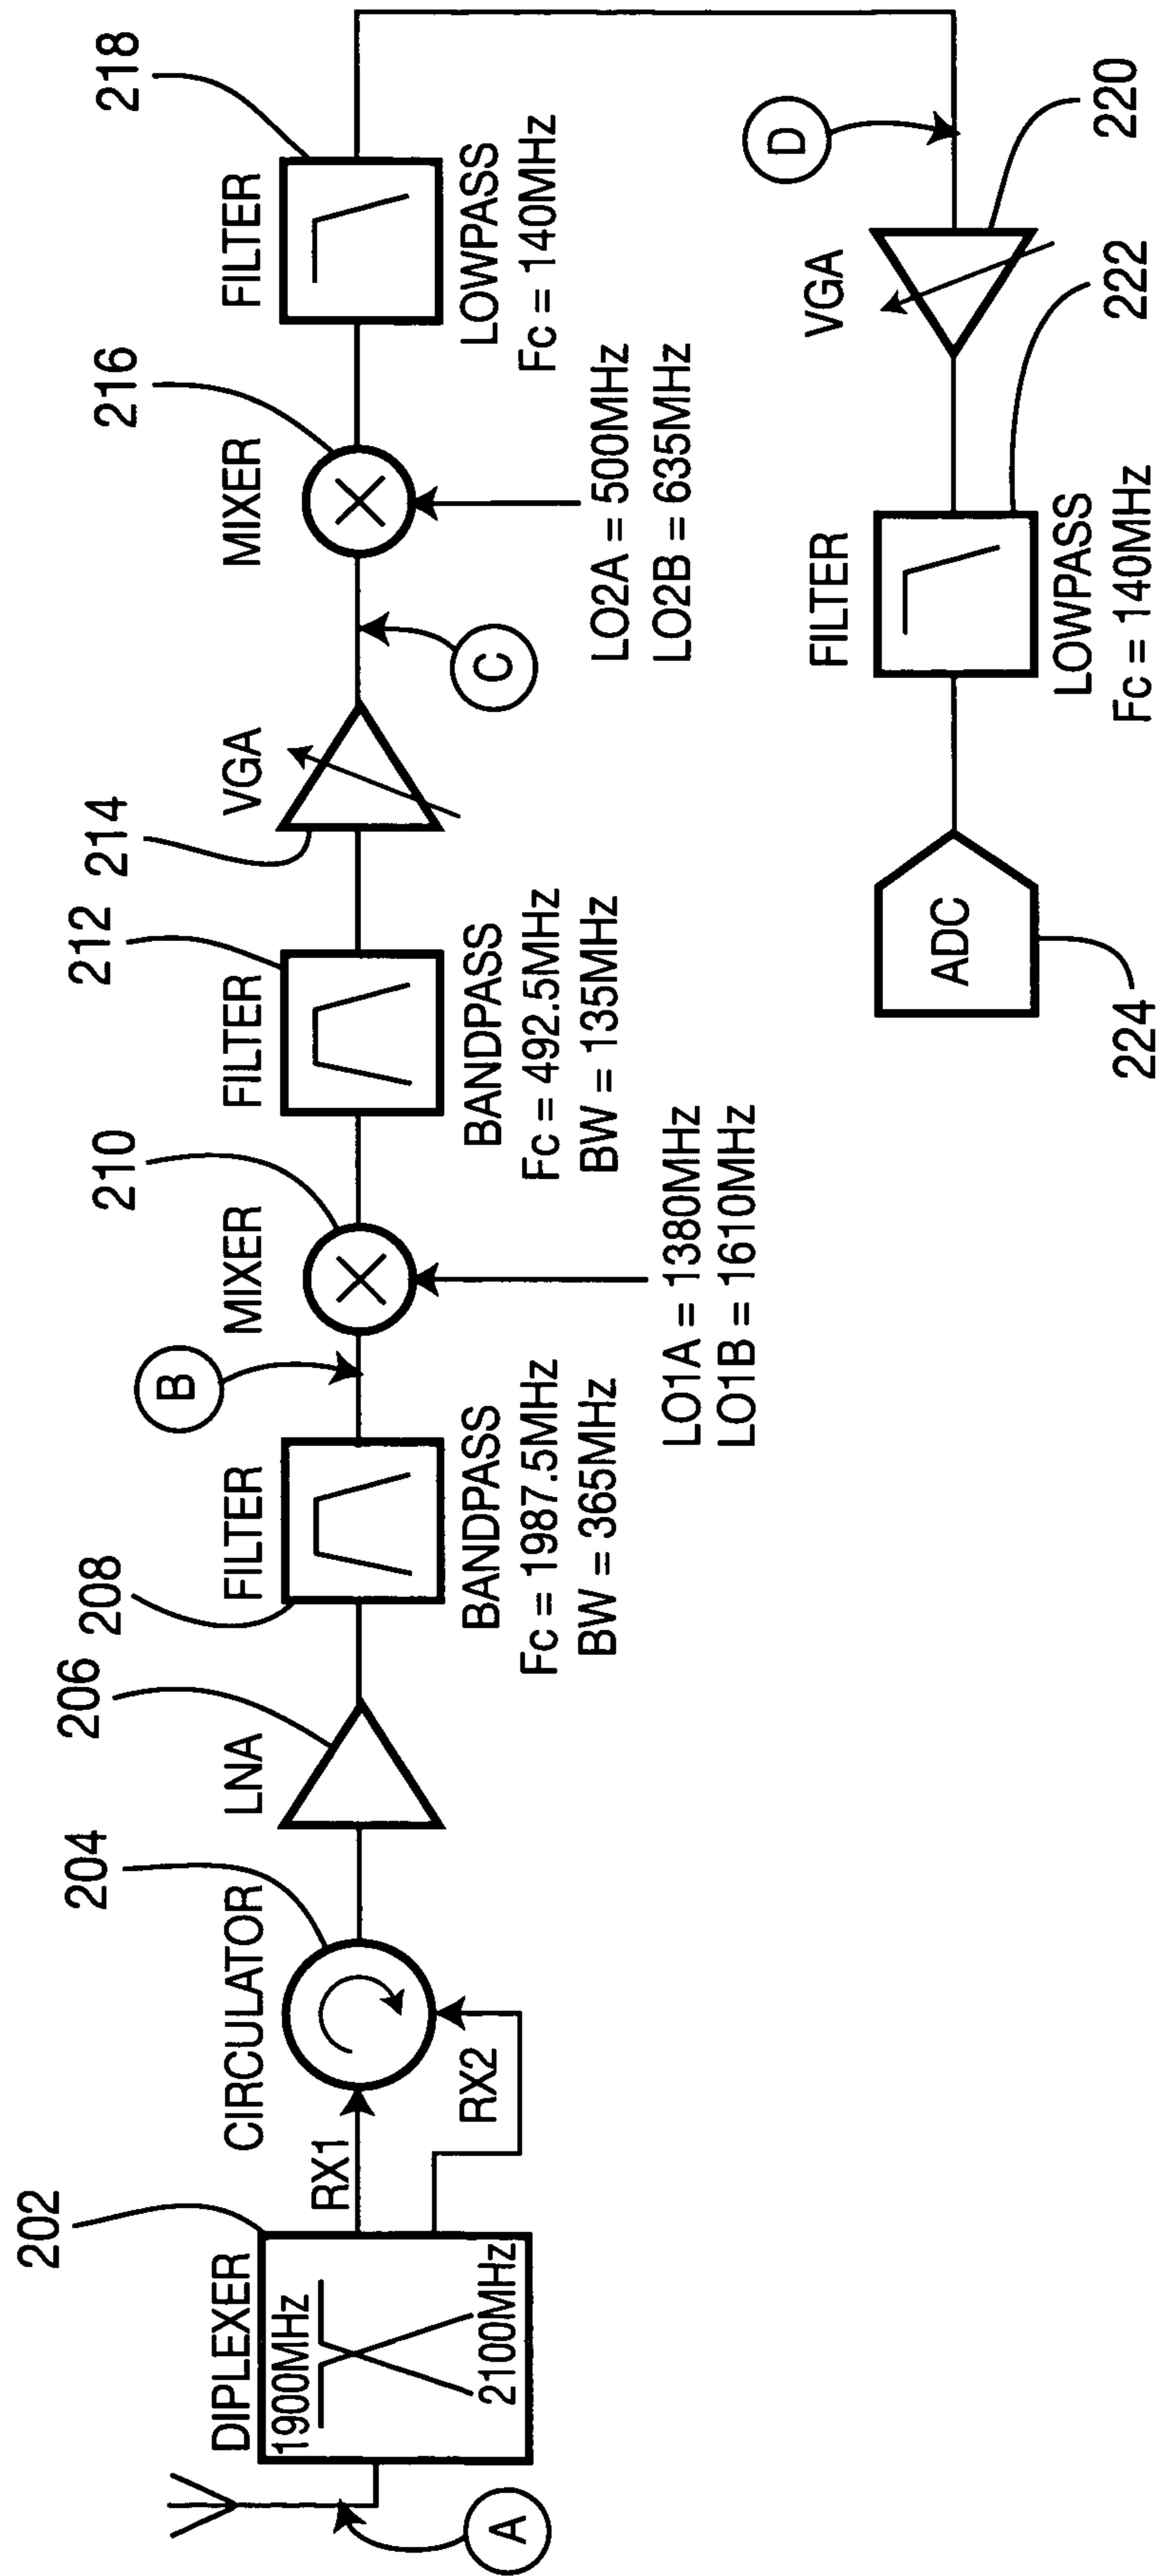 202
DIPLEXER
1900MHz
2100MHz
A
RX1
RX2
204
CIRCULATOR
206
LNA
208
FILTER
BANDPASS
Fc = 1987.5MHz
BW = 365MHz
B
210
MIXER
LO1A = 1380MHz
LO1B = 1610MHz
212
FILTER
BANDPASS
Fc = 492.5MHz
BW = 135MHz
214
VGA
C
216
MIXER
LO2A = 500MHz
LO2B = 635MHz
218
FILTER
LOWPASS
Fc = 140MHz
D
VGA
220
FILTER
222
LOWPASS
Fc = 140MHz
ADC
224